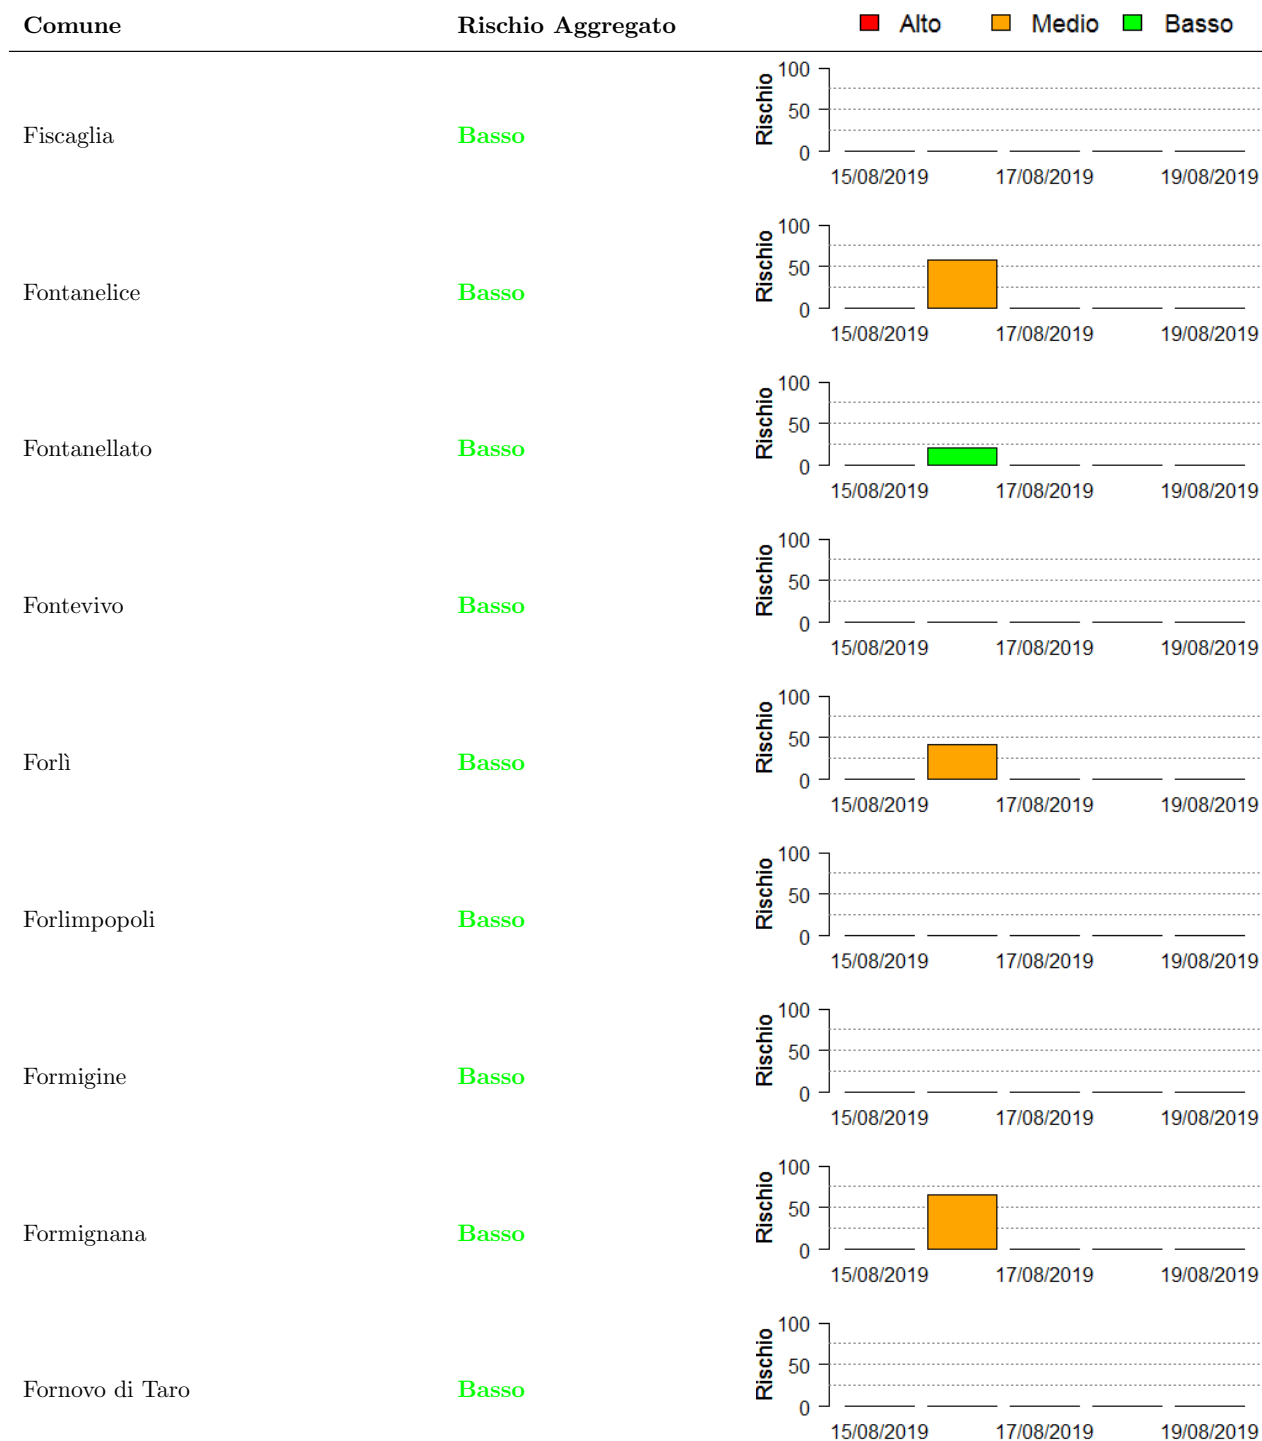 Comune Rischio Aggregato Alto Medio Basso
Fiscaglia Basso Rischio 100 50 0
15/08/2019 17/08/2019 19/08/2019
Fontanelice Basso Rischio 100 50 0
15/08/2019 17/08/2019 19/08/2019
Fontanellato Basso Rischio 100 50 0
15/08/2019 17/08/2019 19/08/2019
Fontevivo Basso Rischio 100 50 0
15/08/2019 17/08/2019 19/08/2019
Forlì Basso Rischio 100 50 0
15/08/2019 17/08/2019 19/08/2019
Forlimpopoli Basso Rischio 100 50 0
15/08/2019 17/08/2019 19/08/2019
Formigine Basso Rischio 100 50 0
15/08/2019 17/08/2019 19/08/2019
Formignana Basso Rischio 100 50 0
15/08/2019 17/08/2019 19/08/2019
Fornovo di Taro Basso Rischio 100 50 0
15/08/2019 17/08/2019 19/08/2019